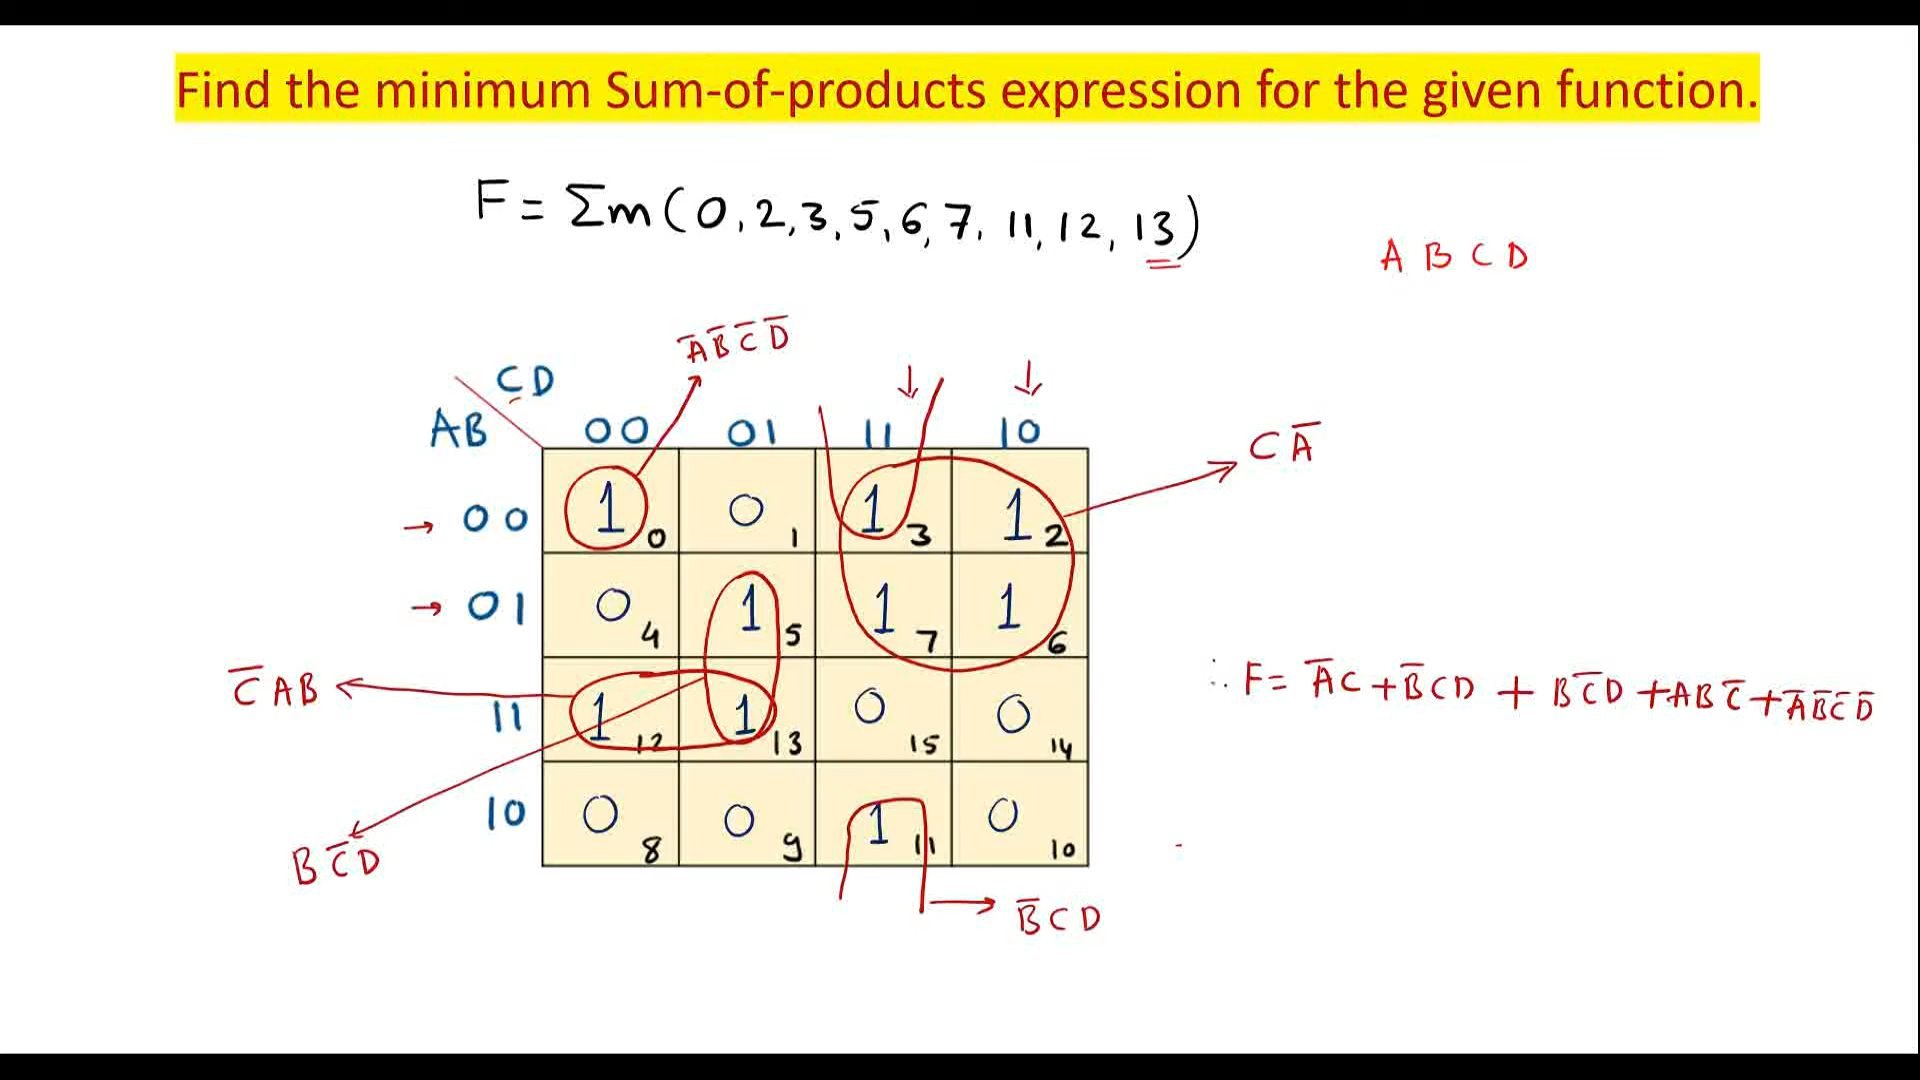 Find the minimum Sum-of-products expression for the given function.
F = Σm(0,2,3,5,6,7,11,12,13)
A B C D
A̅B̅C̅D̅
CD
AB
00 01 11 10
CA̅
00 1 0 0 1 1 3 1 2
01 0 4 1 5 1 7 1 6
C̅AB
11 1 12 1 13 0 15 0 14
∴ F = A̅C + B̅CD + BC̅D + ABC̅ + A̅B̅C̅D̅
10 0 8 0 9 1 11 0 10
BC̅D
B̅CD